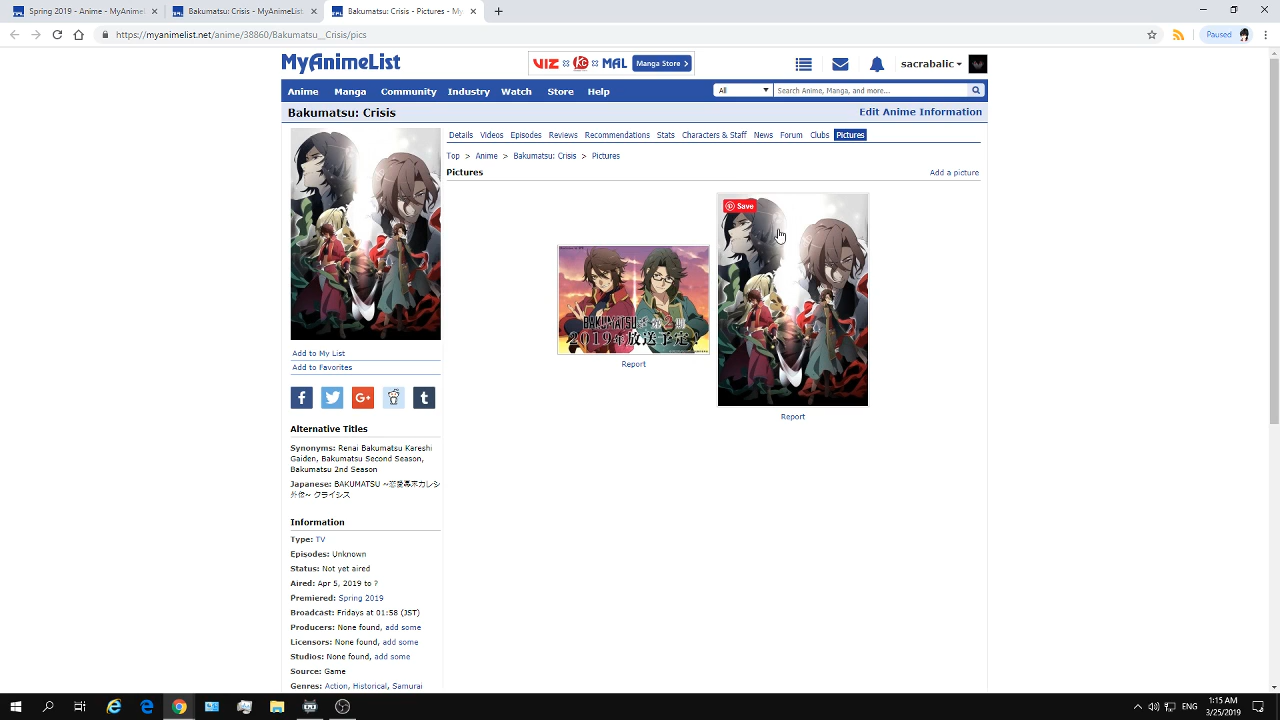 Spring 2019 - Anime - MyAnimeL
Bakumatsu: Crisis - MyAnimeList
Bakumatsu: Crisis - Pictures - My
https://myanimelist.net/anime/38860/Bakumatsu__Crisis/pics
Paused
MyAnimeList
VIZ MAL Manga Store
sacrabalic
Anime Manga Community Industry Watch Store Help
All Search Anime, Manga, and more...
Bakumatsu: Crisis
Edit Anime Information
Details Videos Episodes Reviews Recommendations Stats Characters & Staff News Forum Clubs Pictures
Top > Anime > Bakumatsu: Crisis > Pictures
Pictures
Add a picture
Save
BAKUMATSU
2019年放送予定!
Report
Report
Add to My List
Add to Favorites
Alternative Titles
Synonyms: Renai Bakumatsu Kareshi
Gaiden, Bakumatsu Second Season,
Bakumatsu 2nd Season
Japanese: BAKUMATSU ~恋愛幕末カレシ
外伝~ クライシス
Information
Type: TV
Episodes: Unknown
Status: Not yet aired
Aired: Apr 5, 2019 to ?
Premiered: Spring 2019
Broadcast: Fridays at 01:58 (JST)
Producers: None found, add some
Licensors: None found, add some
Studios: None found, add some
Source: Game
Genres: Action, Historical, Samurai
ENG
1:15 AM
3/25/2019